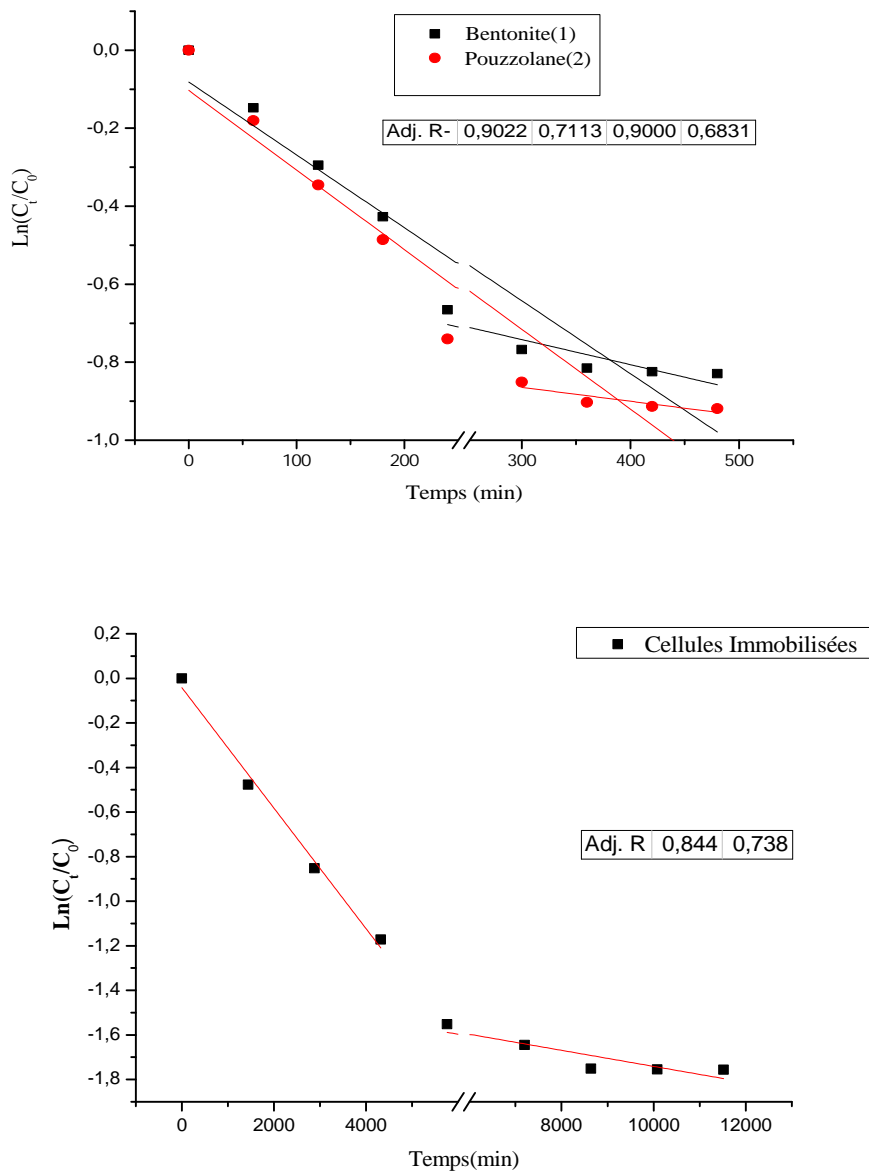 Bentonite(1)
Pouzzolane(2)
Adj. R- 0,9022 0,7113 0,9000 0,6831
0,0
-0,2
-0,4
-0,6
-0,8
-1,0
Ln(Cₜ/C₀)
0 100 200 300 400 500
Temps (min)
Cellules Immobilisées
Adj. R 0,844 0,738
0,2
0,0
-0,2
-0,4
-0,6
-0,8
-1,0
-1,2
-1,4
-1,6
-1,8
Ln(Cₜ/C₀)
0 2000 4000 8000 10000 12000
Temps(min)